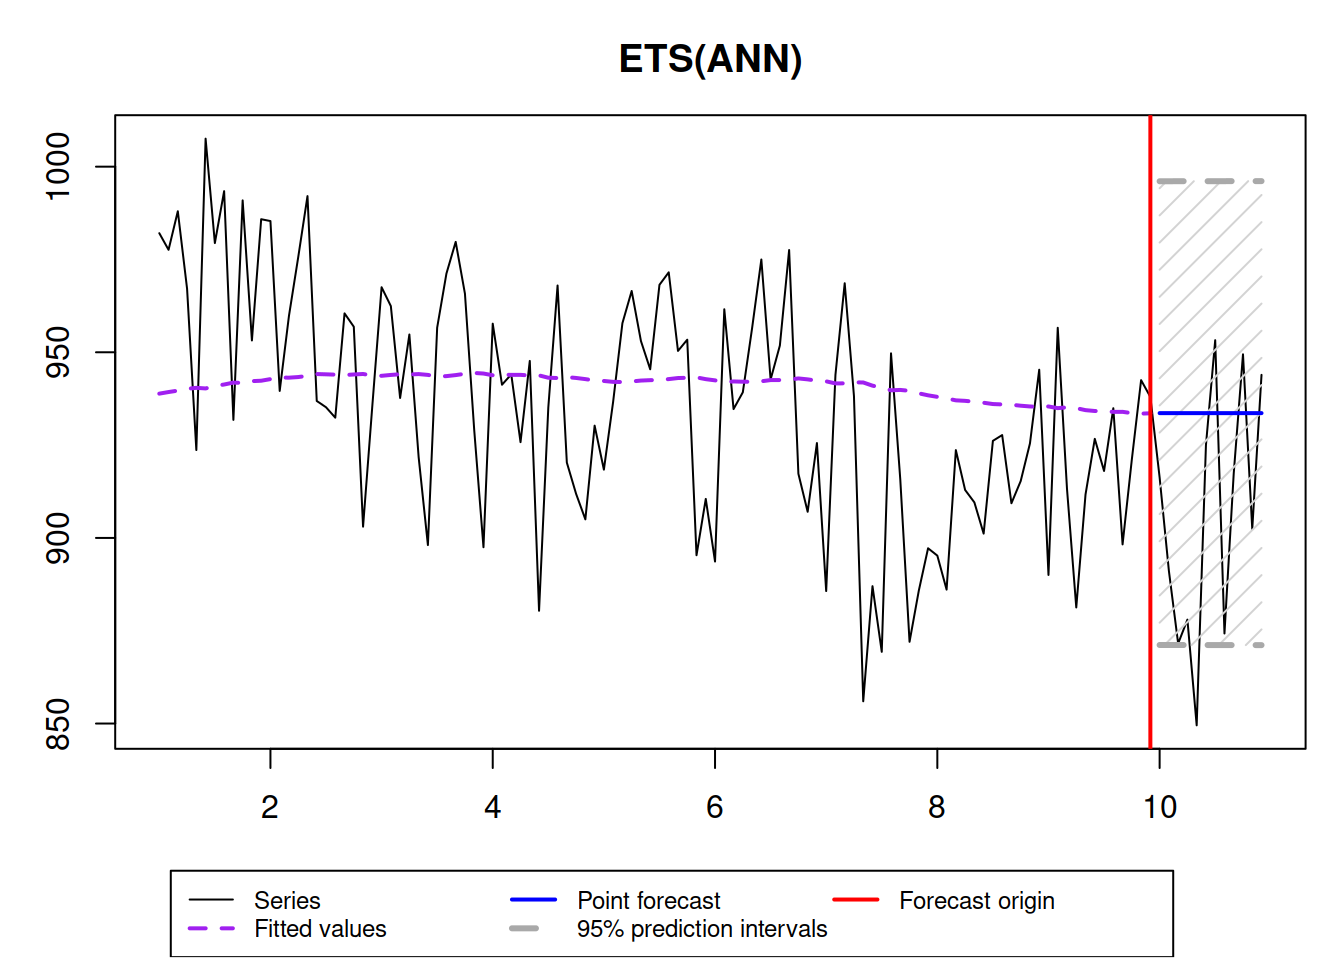 ETS(ANN)
1000
950
900
850
2 4 6 8 10
Series Point forecast Forecast origin
Fitted values 95% prediction intervals